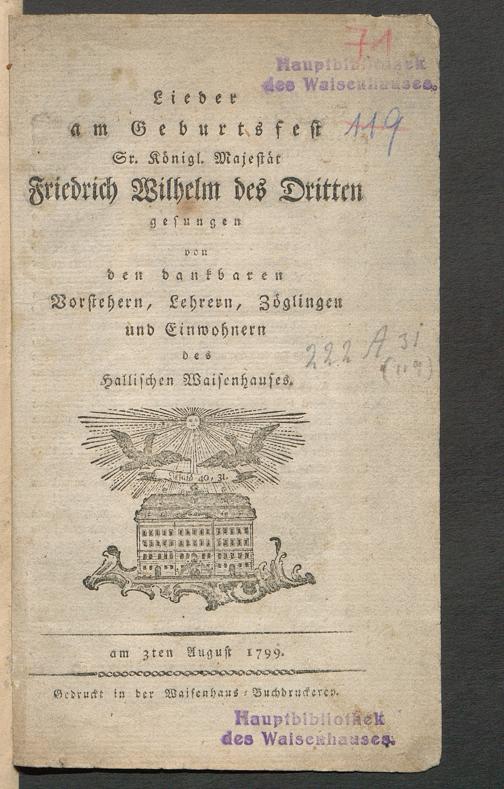 71
Hauptbibliothek
des Waisenhauses.
Lieder
am Geburtsfest
119
Sr. Königl. Majestät
Friedrich Wilhelm des Dritten
gesungen
von
den dankbaren
Vorstehern, Lehrern, Zöglingen
und Einwohnern
des
222 A 31
(119)
Hallischen Waisenhauses.
Jesaia 40, 31.
am 3ten August 1799.
Gedruckt in der Waisenhaus-Buchdruckerey.
Hauptbibliothek
des Waisenhauses.